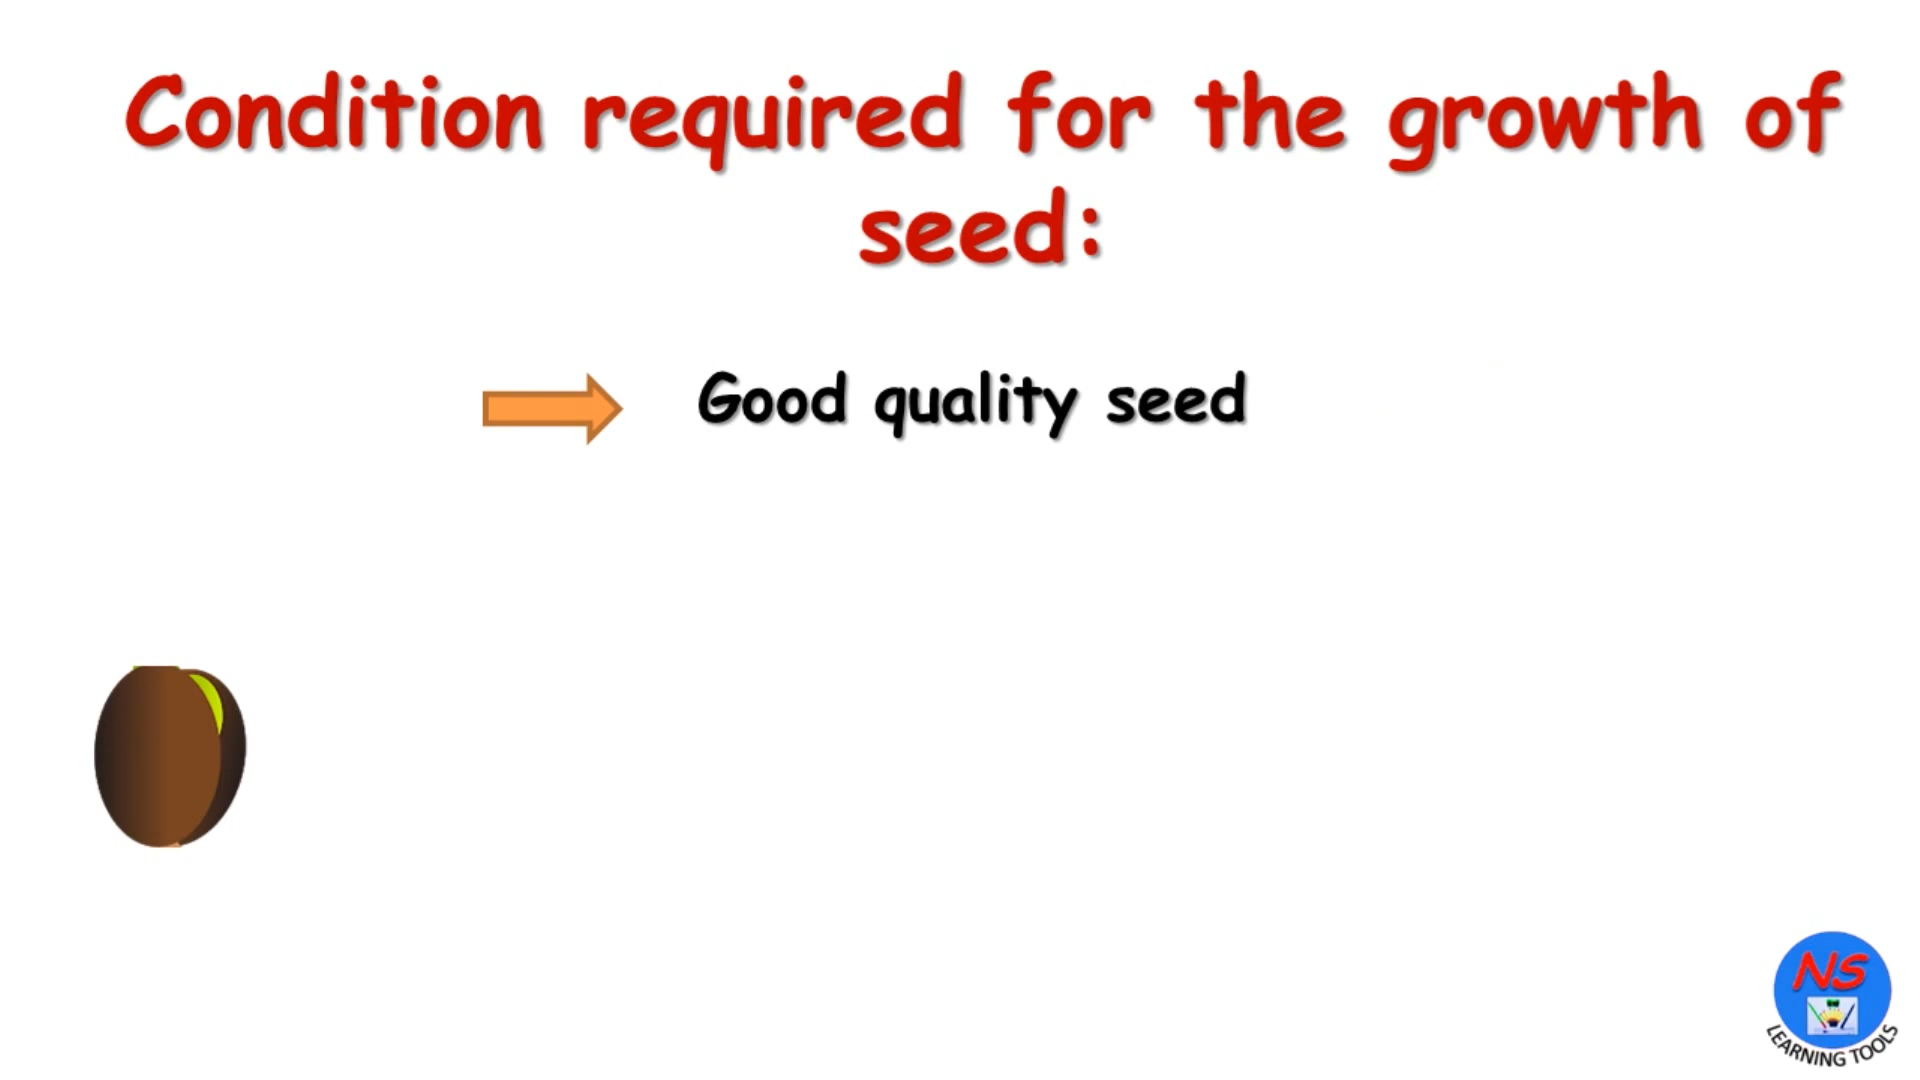 Condition required for the growth of
seed:
Good quality seed
NS
LEARNING TOOLS